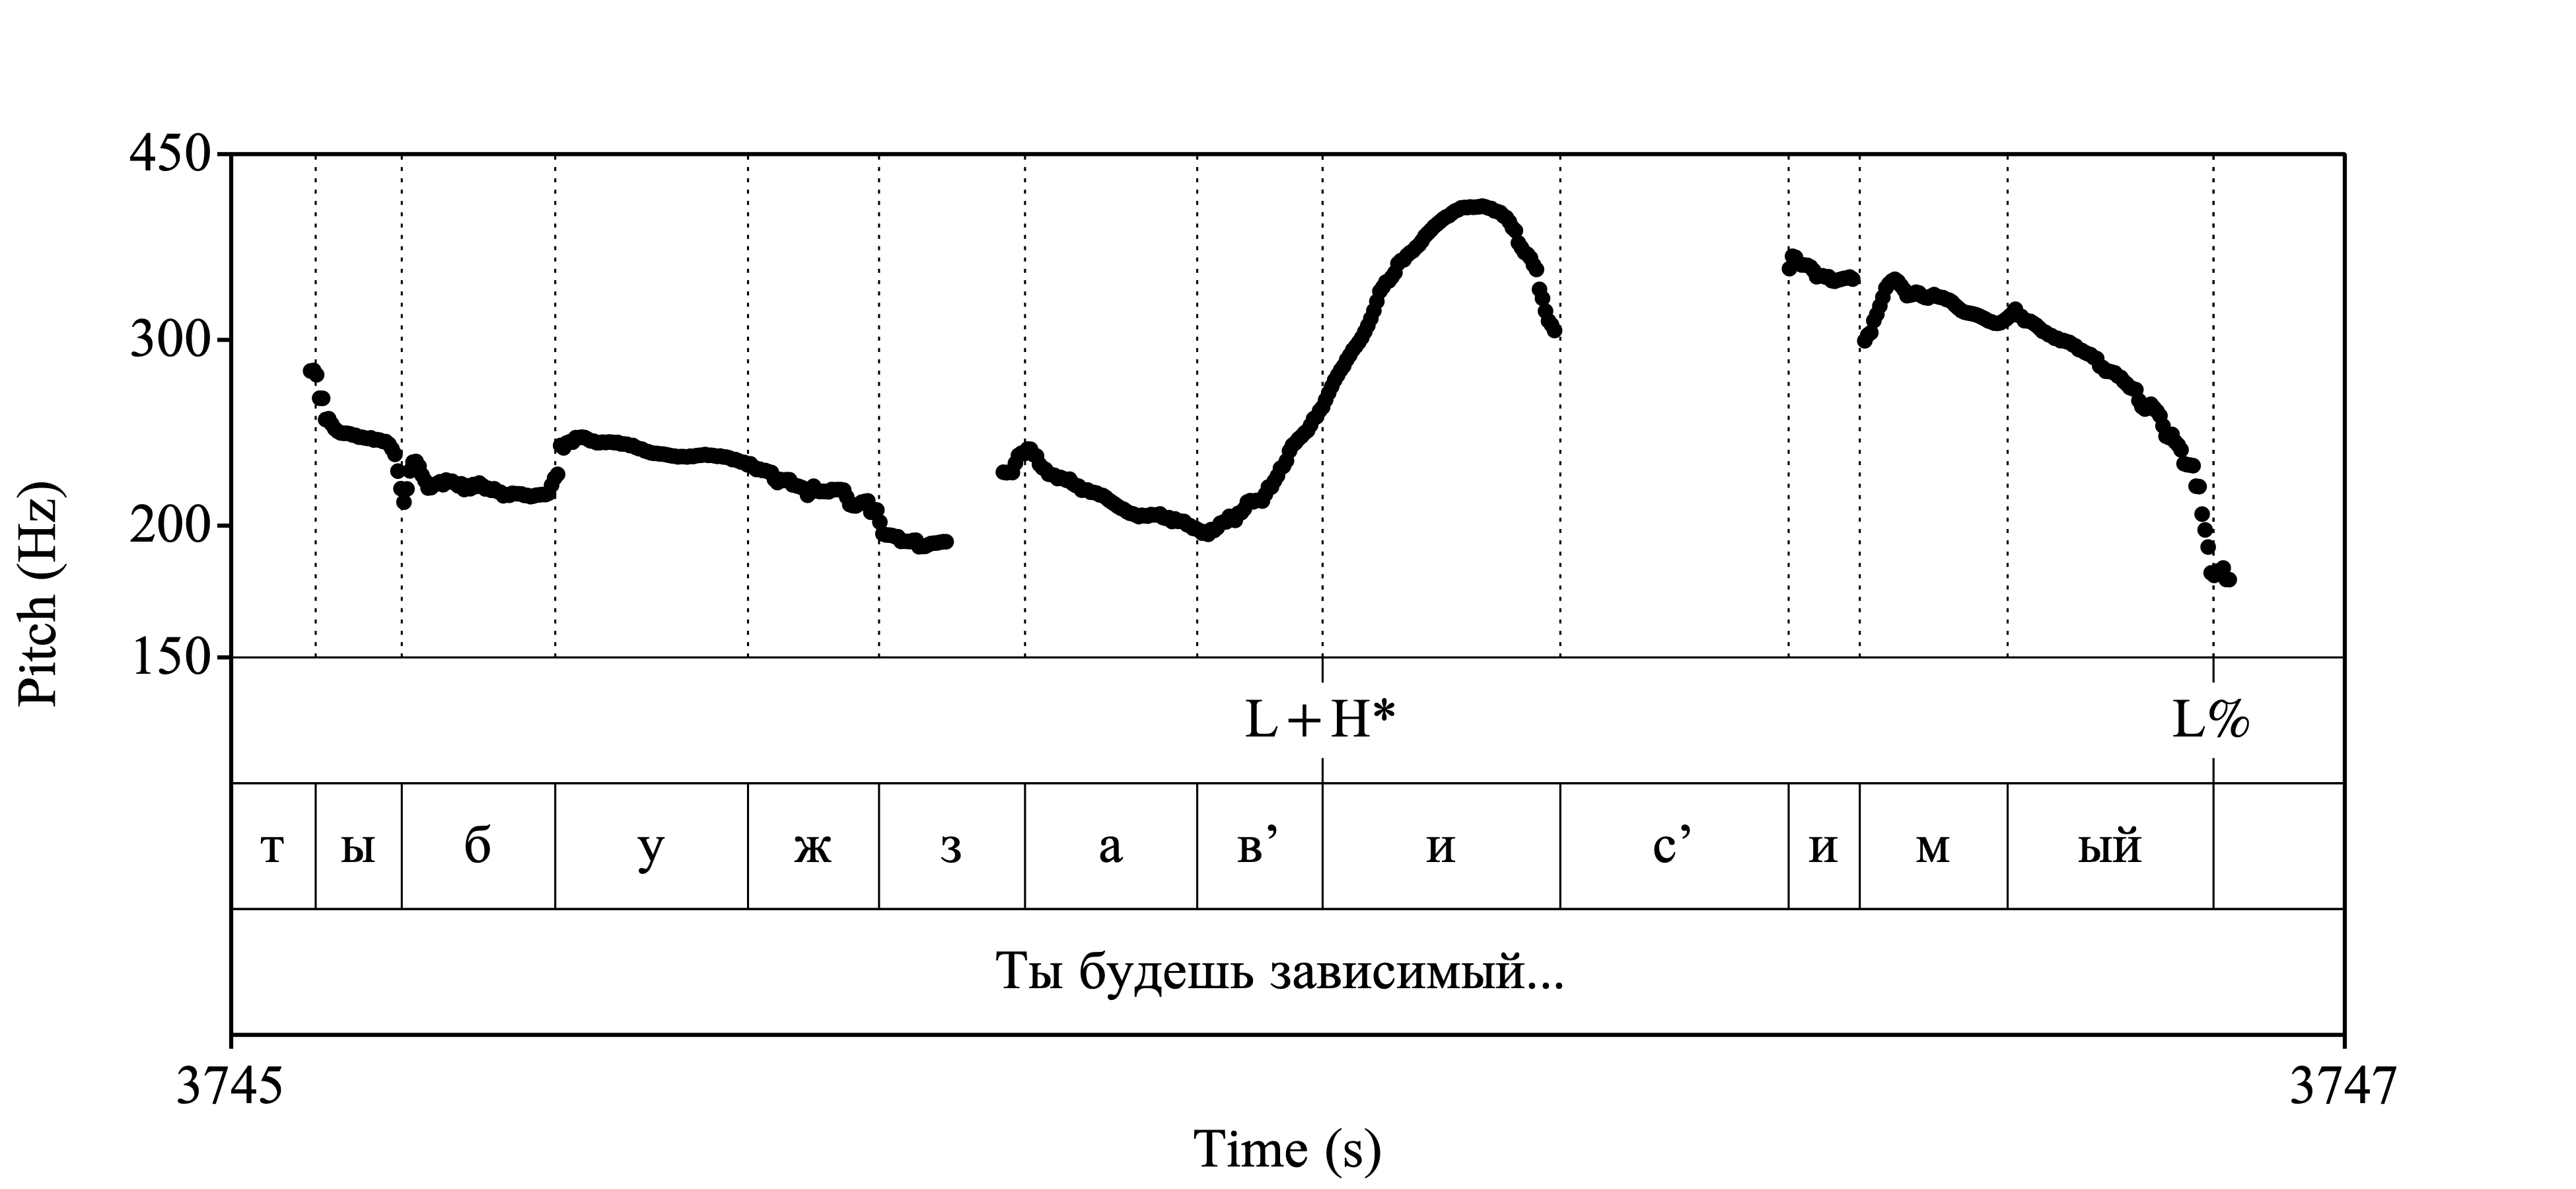 450
300
200
150
Pitch (Hz)
L+H* L%
т ы б у ж з а в’ и с’ и м ый
Ты будешь зависимый...
3745 3747
Time (s)